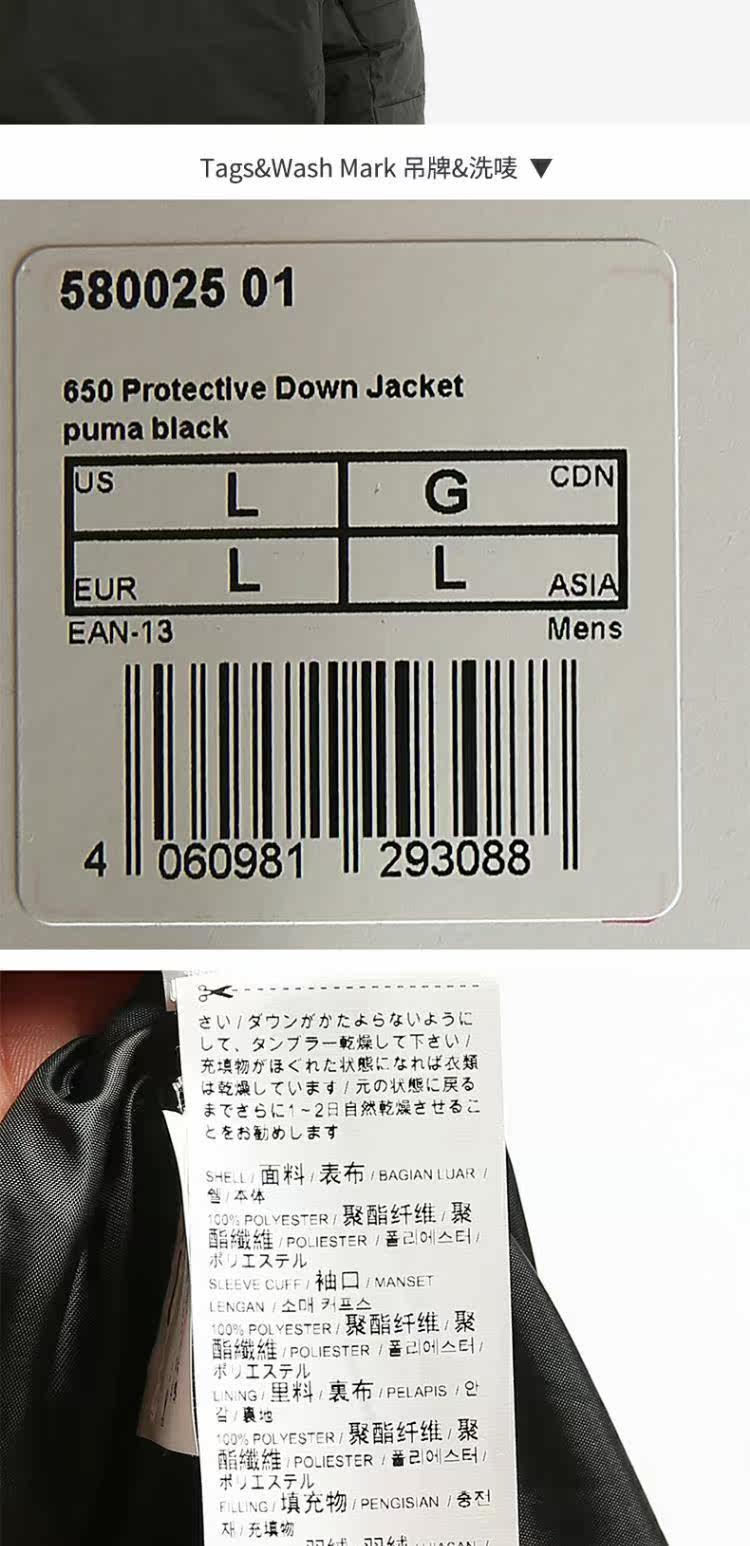 Tags&Wash Mark 吊牌&洗唛 ▼
580025 01
650 Protective Down Jacket
puma black
US L G CDN
EUR L L ASIA
EAN-13 Mens
4 060981 293088
さい / ダウンがかたよらないように
して、タンブラー乾燥して下さい /
充填物がほぐれた状態になれば衣類
は乾燥しています / 元の状態に戻る
までさらに1~2日自然乾燥させるこ
とをお勧めします
SHELL / 面料 / 表布 / BAGIAN LUAR /
쉘 / 本体
100% POLYESTER / 聚酯纤维 / 聚
酯纖維 / POLIESTER / 폴리에스터 /
ポリエステル
SLEEVE CUFF / 袖口 / MANSET
LENGAN / 소매 커프스
100% POLYESTER / 聚酯纤维 / 聚
酯纖維 / POLIESTER / 폴리에스터 /
ポリエステル
LINING / 里料 / 裏布 / PELAPIS / 안
감 / 裏地
100% POLYESTER / 聚酯纤维 / 聚
酯纖維 / POLIESTER / 폴리에스터 /
ポリエステル
FILLING / 填充物 / PENGISIAN / 충전
재 / 充填物